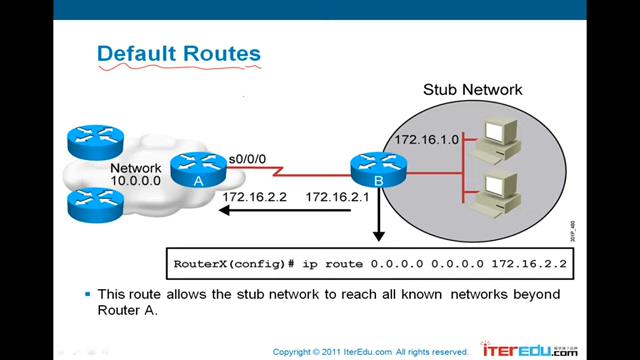 Default Routes
Stub Network
172.16.1.0
s0/0/0
Network
10.0.0.0
A
B
172.16.2.2
172.16.2.1
RouterX(config)# ip route 0.0.0.0 0.0.0.0 172.16.2.2
This route allows the stub network to reach all known networks beyond
Router A.
Copyright © 2011 IterEdu.com All rights reserved.
iTEREDU.com